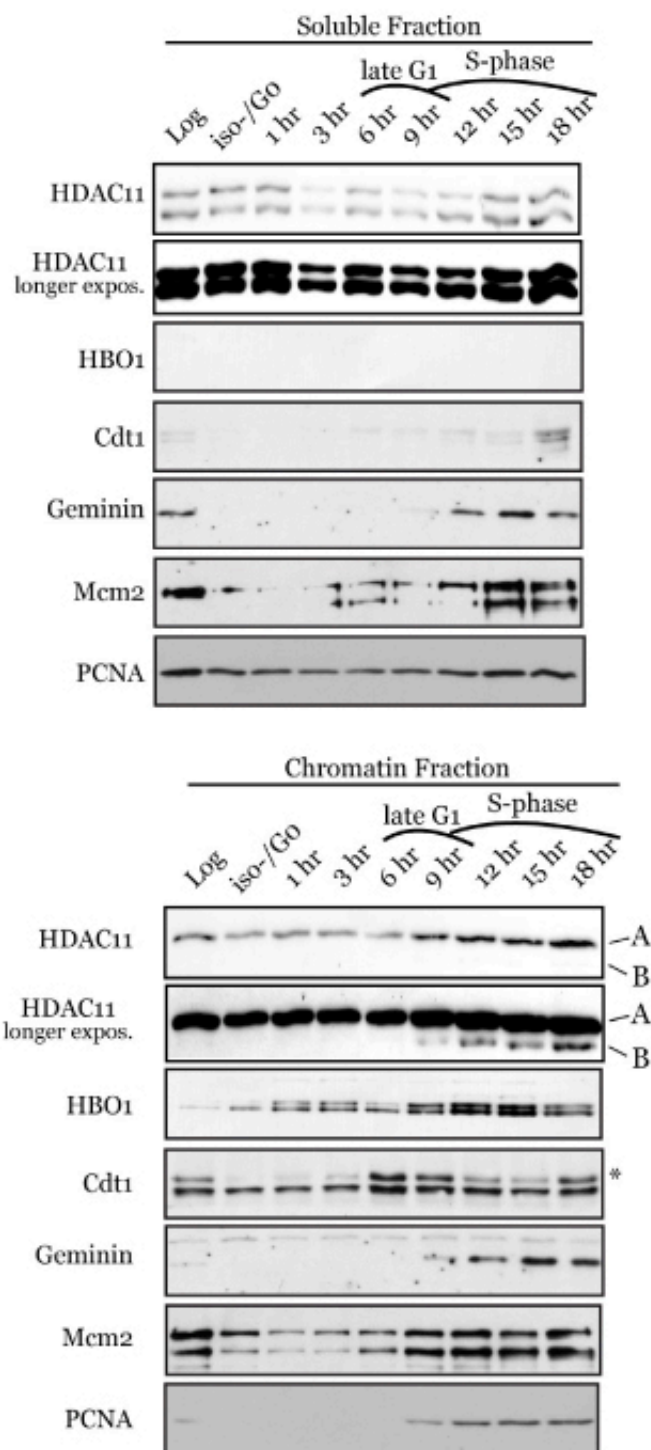 Soluble Fraction
late G1 S-phase
Log iso-/G0 1 hr 3 hr 6 hr 9 hr 12 hr 15 hr 18 hr
HDAC11
HDAC11
longer expos.
HBO1
Cdt1
Geminin
Mcm2
PCNA
Chromatin Fraction
late G1 S-phase
Log iso-/G0 1 hr 3 hr 6 hr 9 hr 12 hr 15 hr 18 hr
HDAC11 A
B
HDAC11 A
longer expos. B
HBO1
Cdt1 *
Geminin
Mcm2
PCNA